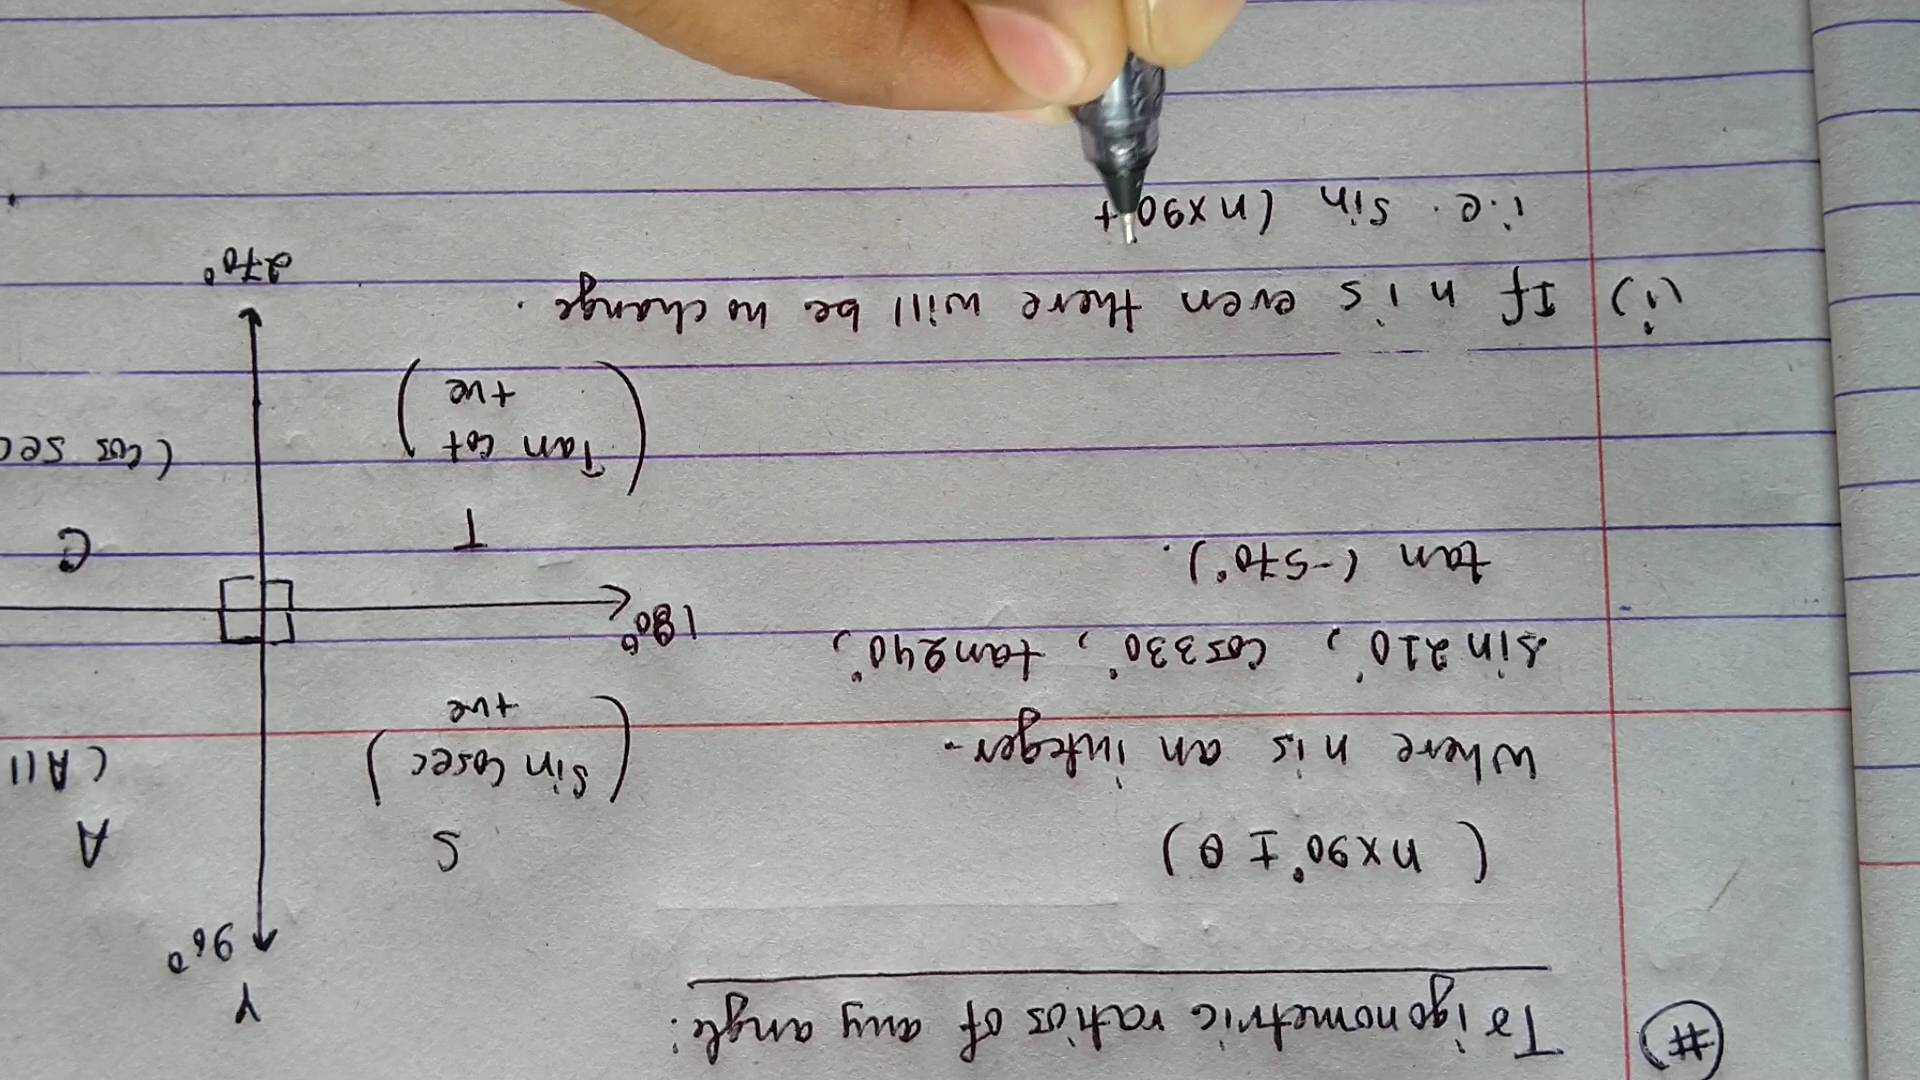 (#) Trigonometric ratios of any angle:
(n×90° ± θ)
where n is an integer.
sin 210°, cos 330°, tan 240°,
tan (-570°).
(i) If n is even there will be no change.
i.e. sin (n×90+
Y
90°
S
A
(Sin Cosec)
+ve
(All
180°
T
C
(Tan Cot
+ve)
(Cos Sec
270°